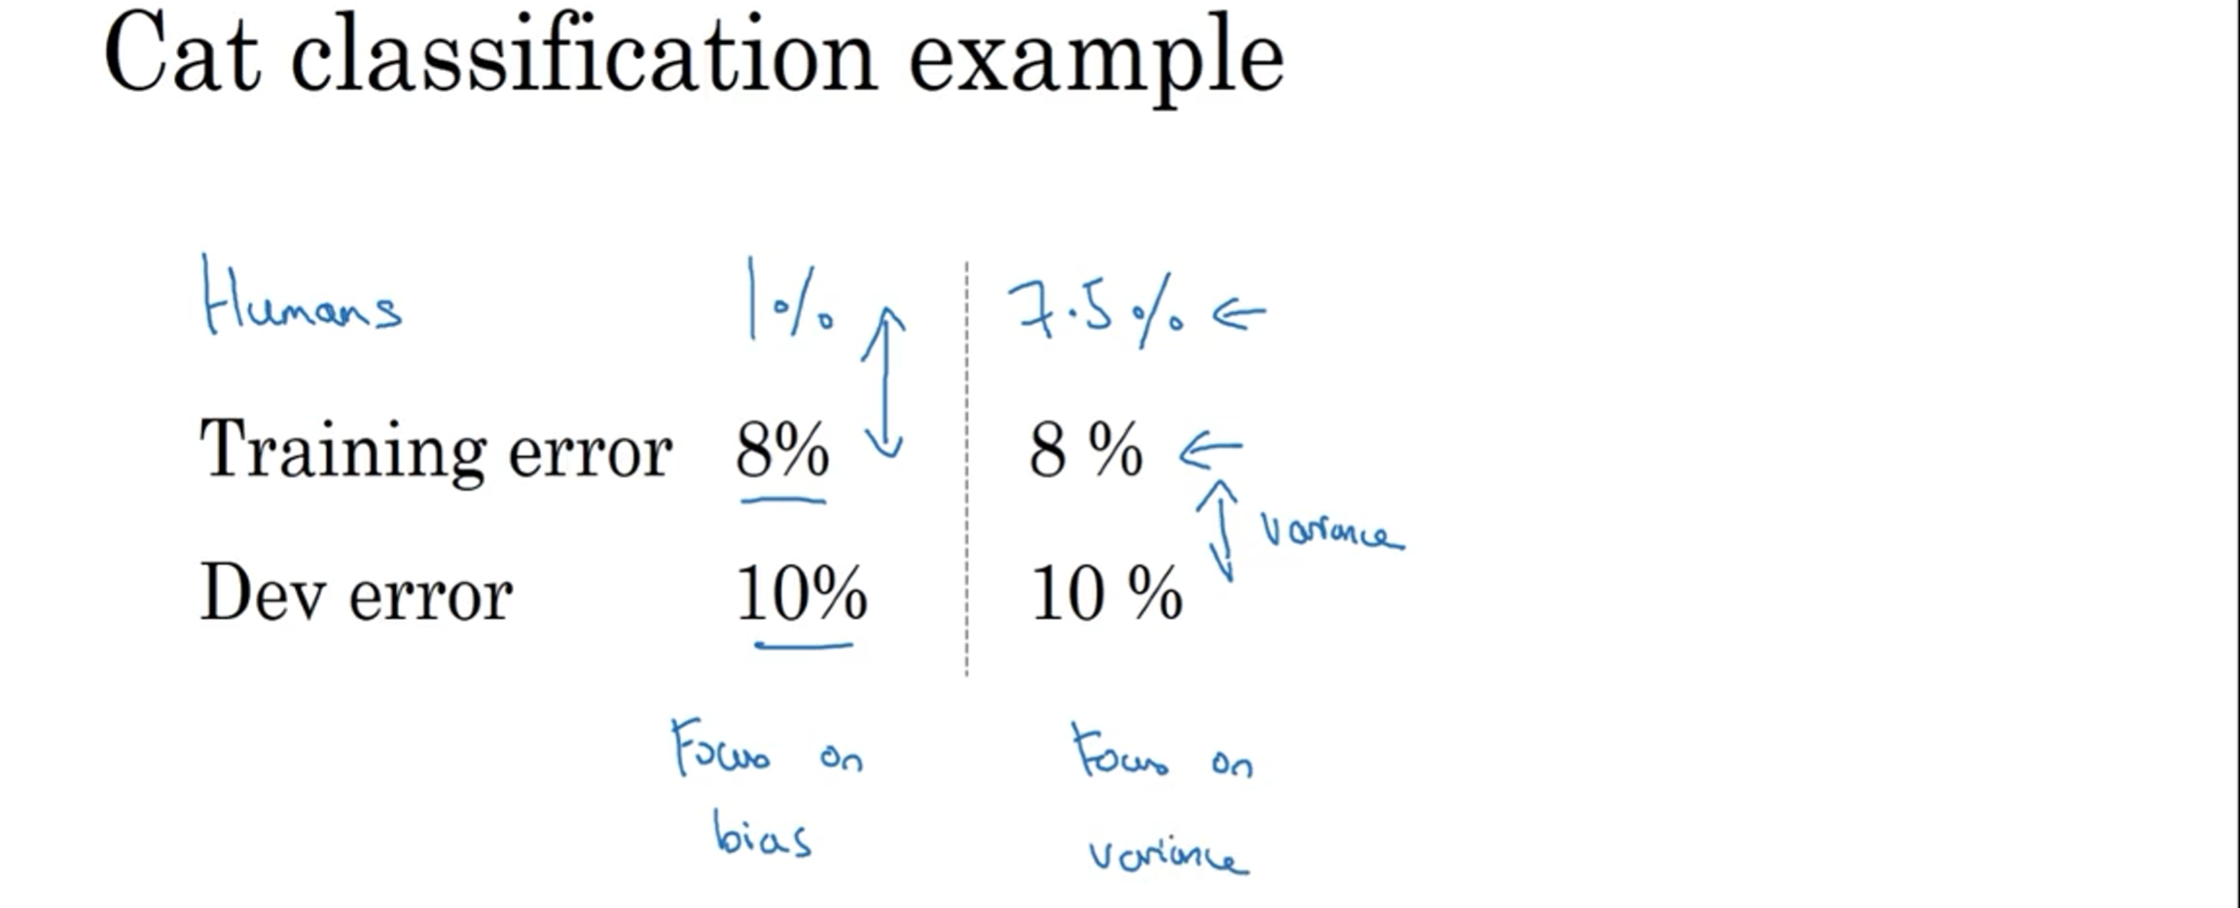 Cat classification example
Humans 1% 7.5%
Training error 8% 8 %
variance
Dev error 10% 10 %
Focus on Focus on
bias variance